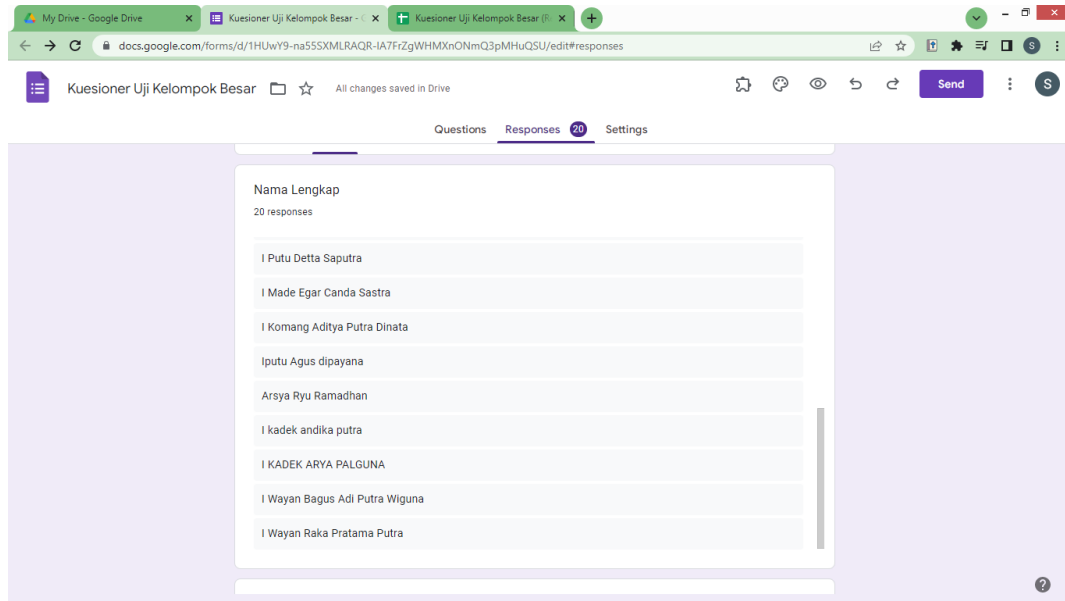 My Drive - Google Drive
Kuesioner Uji Kelompok Besar - G
Kuesioner Uji Kelompok Besar (R
docs.google.com/forms/d/1HUwY9-na55SXMLRAQR-IA7FrZgWHMXnONmQ3pMHuQSU/edit#responses
S
Kuesioner Uji Kelompok Besar
All changes saved in Drive
Send
S
Questions Responses 20 Settings
Nama Lengkap
20 responses
I Putu Detta Saputra
I Made Egar Canda Sastra
I Komang Aditya Putra Dinata
Iputu Agus dipayana
Arsya Ryu Ramadhan
I kadek andika putra
I KADEK ARYA PALGUNA
I Wayan Bagus Adi Putra Wiguna
I Wayan Raka Pratama Putra